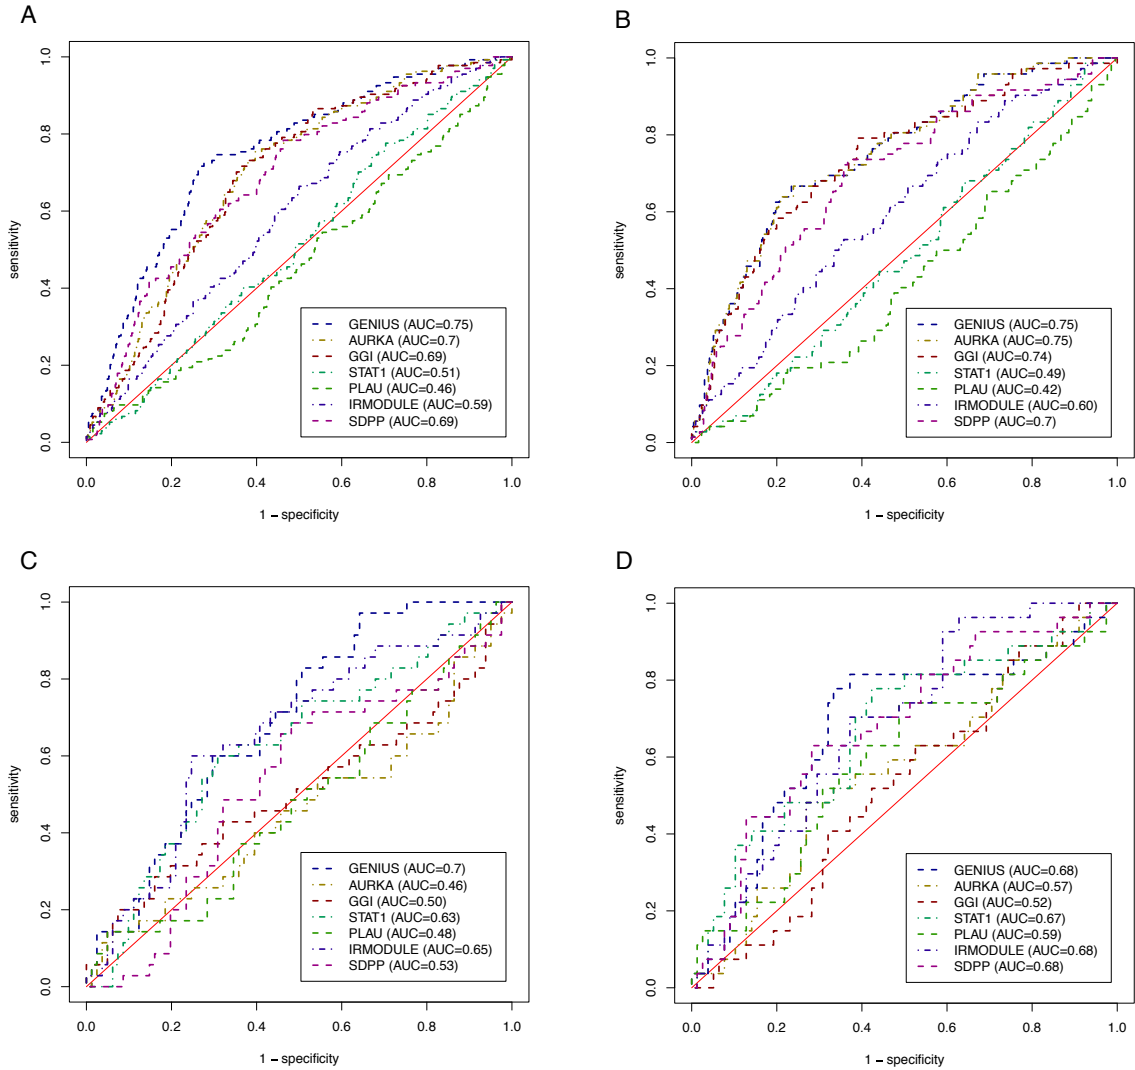 A
1.0
0.8
0.6
0.4
0.2
0.0
sensitivity
GENIUS (AUC=0.75)
AURKA (AUC=0.7)
GGI (AUC=0.69)
STAT1 (AUC=0.51)
PLAU (AUC=0.46)
IRMODULE (AUC=0.59)
SDPP (AUC=0.69)
0.0 0.2 0.4 0.6 0.8 1.0
1 − specificity
B
1.0
0.8
0.6
0.4
0.2
0.0
sensitivity
GENIUS (AUC=0.75)
AURKA (AUC=0.75)
GGI (AUC=0.74)
STAT1 (AUC=0.49)
PLAU (AUC=0.42)
IRMODULE (AUC=0.60)
SDPP (AUC=0.7)
0.0 0.2 0.4 0.6 0.8 1.0
1 − specificity
C
1.0
0.8
0.6
0.4
0.2
0.0
sensitivity
GENIUS (AUC=0.7)
AURKA (AUC=0.46)
GGI (AUC=0.50)
STAT1 (AUC=0.63)
PLAU (AUC=0.48)
IRMODULE (AUC=0.65)
SDPP (AUC=0.53)
0.0 0.2 0.4 0.6 0.8 1.0
1 − specificity
D
1.0
0.8
0.6
0.4
0.2
0.0
sensitivity
GENIUS (AUC=0.68)
AURKA (AUC=0.57)
GGI (AUC=0.52)
STAT1 (AUC=0.67)
PLAU (AUC=0.59)
IRMODULE (AUC=0.68)
SDPP (AUC=0.68)
0.0 0.2 0.4 0.6 0.8 1.0
1 − specificity